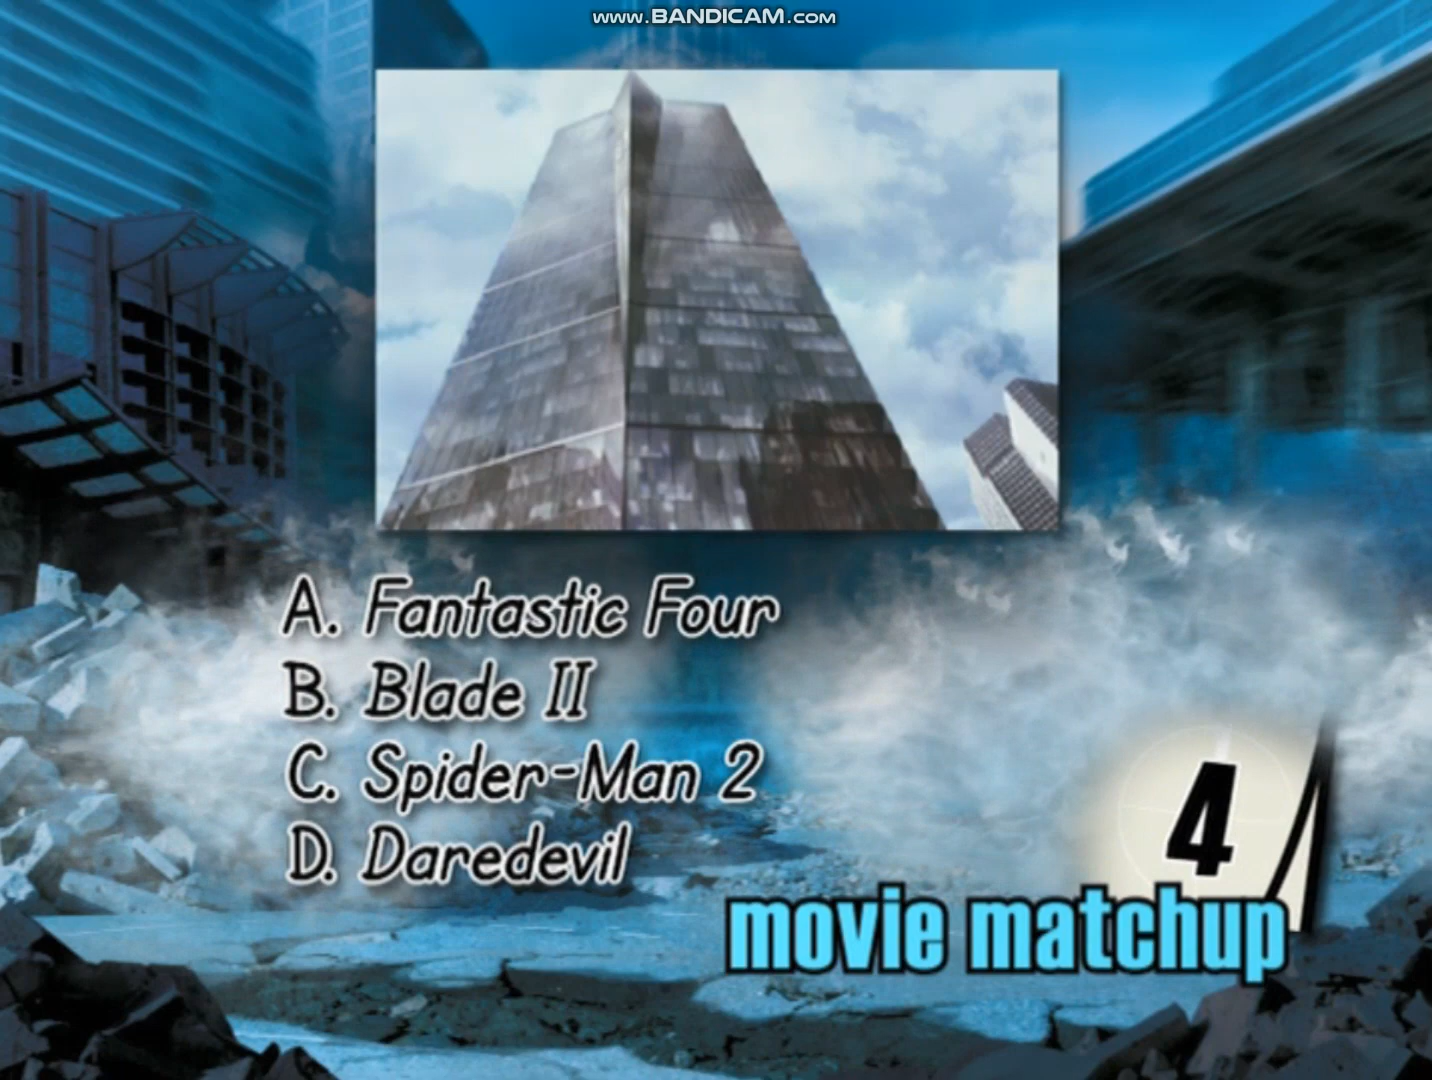 www.BANDICAM.com
A. Fantastic Four
B. Blade II
C. Spider-Man 2
D. Daredevil
4
movie matchup